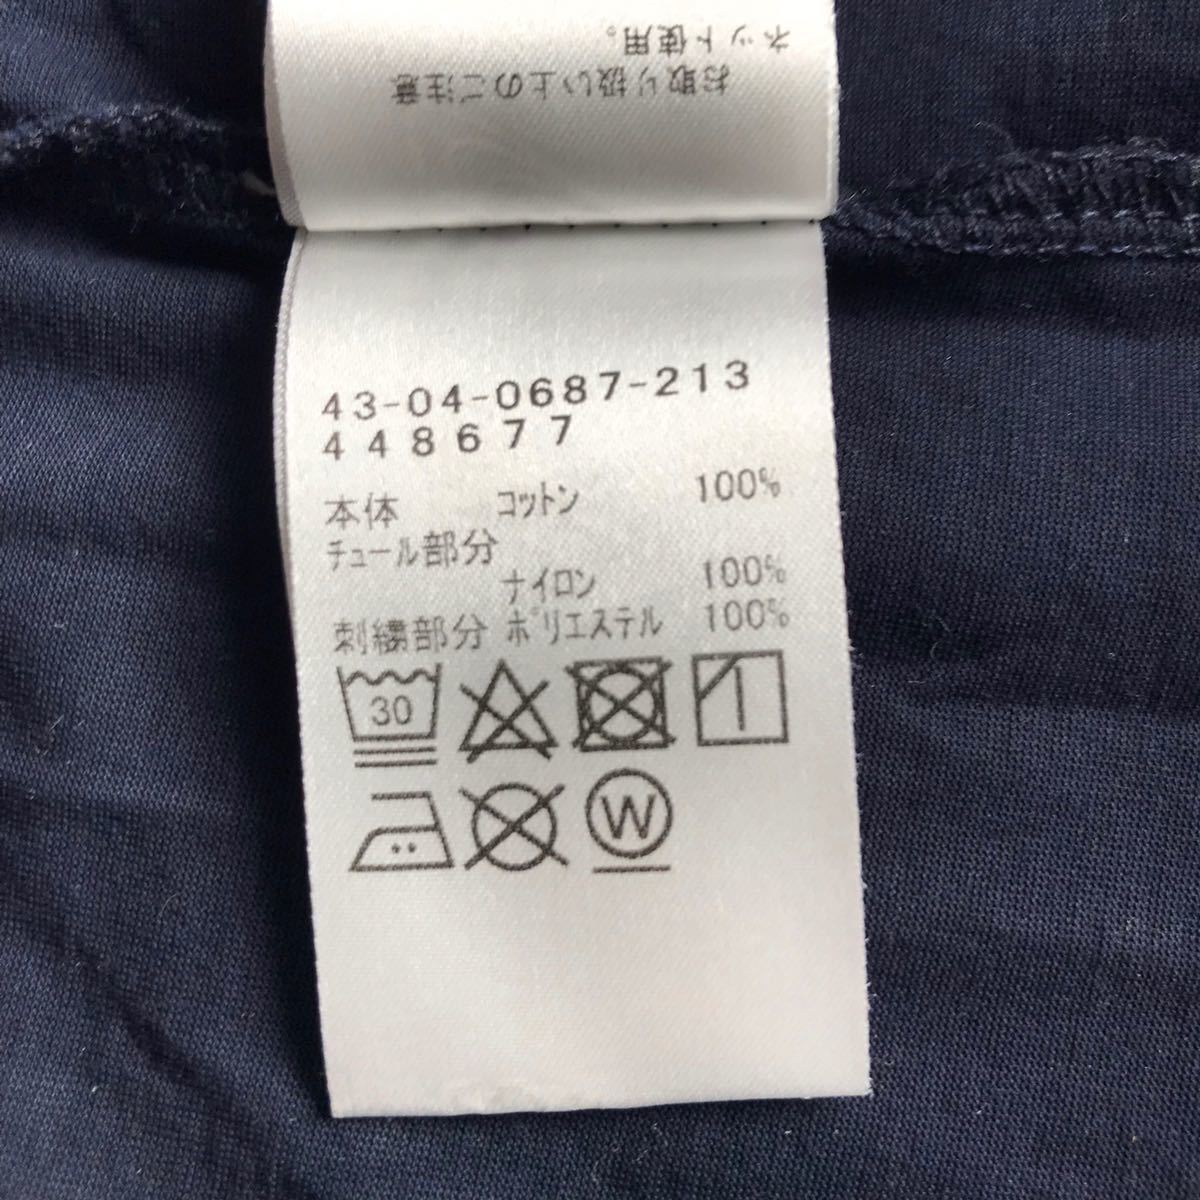 お取り扱い上のご注意
ネット使用。
43-04-0687-213
448677
本体 コットン 100%
チュール部分
ナイロン 100%
刺繍部分 ポリエステル 100%
30
W